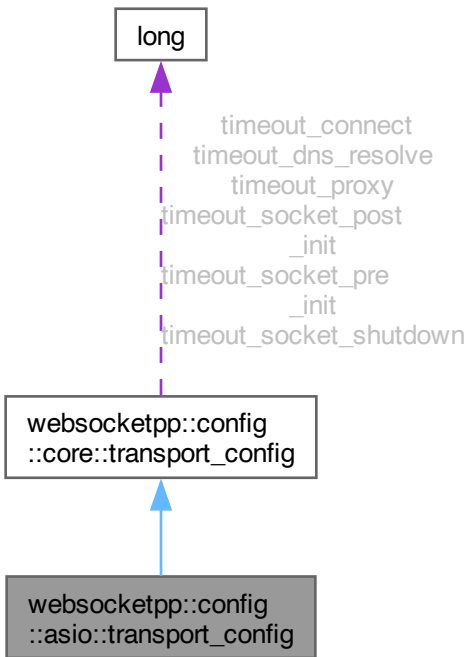 long
timeout_connect
timeout_dns_resolve
timeout_proxy
timeout_socket_post
_init
timeout_socket_pre
_init
timeout_socket_shutdown
websocketpp::config
::core::transport_config
websocketpp::config
::asio::transport_config